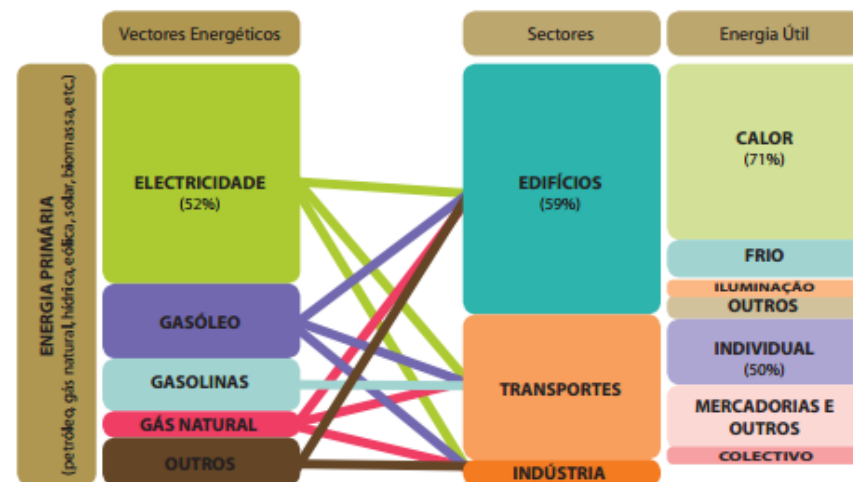 Vectores Energéticos
Sectores
Energia Útil
ENERGIA PRIMÁRIA
(petróleo, gás natural, hídrica, eólica, solar, biomassa, etc.)
ELECTRICIDADE
(52%)
GASÓLEO
GASOLINAS
GÁS NATURAL
OUTROS
EDIFÍCIOS
(59%)
TRANSPORTES
INDÚSTRIA
CALOR
(71%)
FRIO
ILUMINAÇÃO
OUTROS
INDIVIDUAL
(50%)
MERCADORIAS E
OUTROS
COLECTIVO